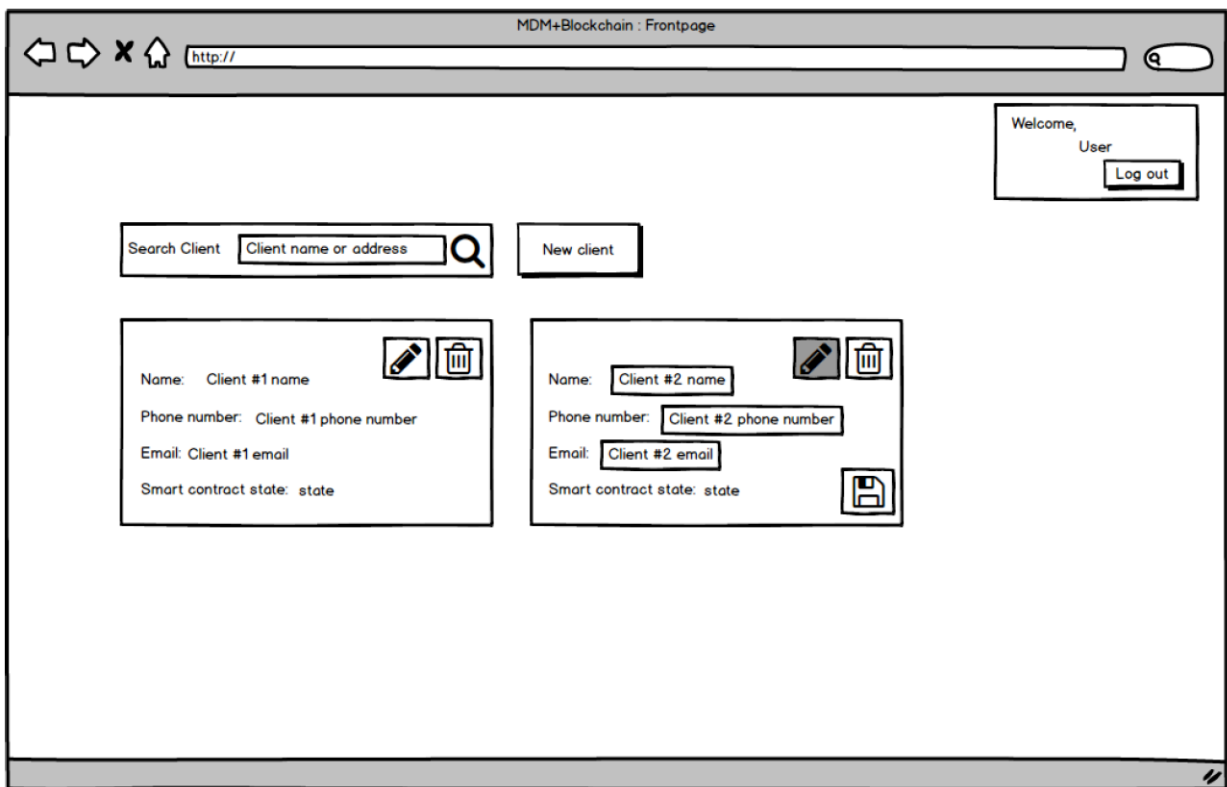 MDM+Blockchain : Frontpage
http://
Welcome,
User
Log out
Search Client
Client name or address
New client
Name: Client #1 name
Phone number: Client #1 phone number
Email: Client #1 email
Smart contract state: state
Name: Client #2 name
Phone number: Client #2 phone number
Email: Client #2 email
Smart contract state: state